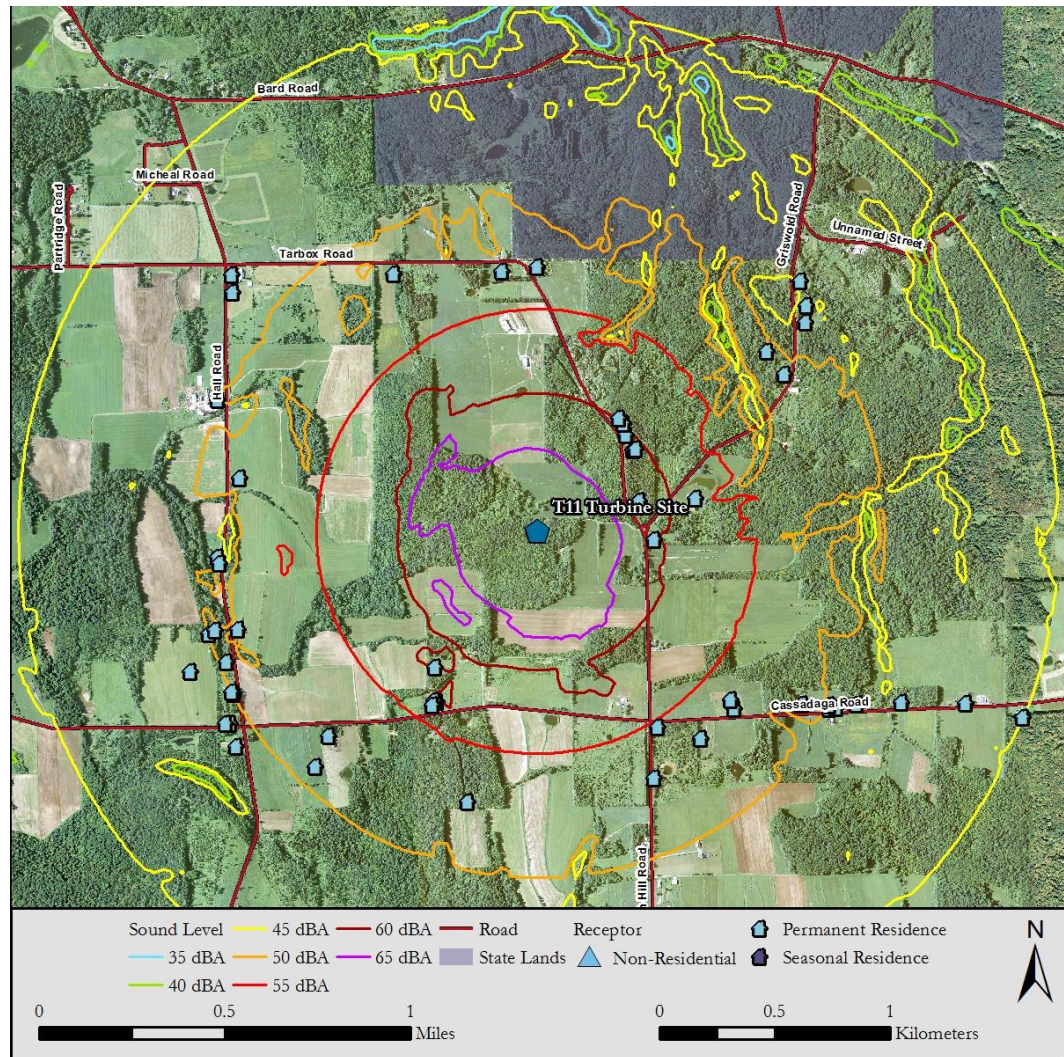 Bard Road
Micheal Road
Partridge Road
Griswold Road
Unnamed Street
Tarbox Road
Hall Road
T11 Turbine Site
Cassadaga Road
Hill Road
Sound Level
45 dBA
60 dBA
Road
Receptor
Permanent Residence
35 dBA
50 dBA
65 dBA
State Lands
Non-Residential
Seasonal Residence
40 dBA
55 dBA
N
0 0.5 1
Miles
0 0.5 1
Kilometers